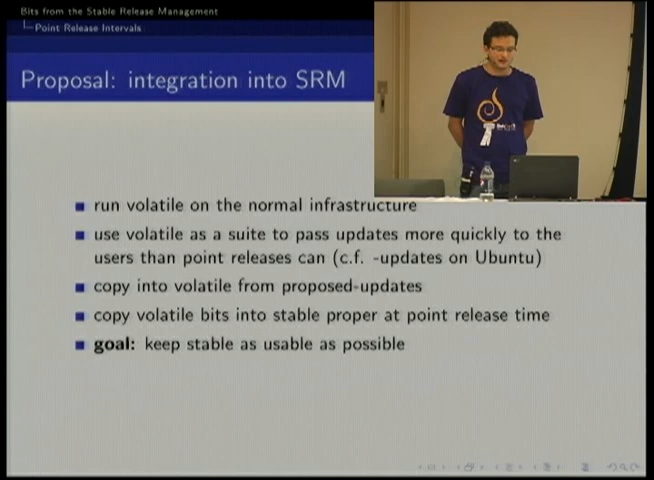 Bits from the Stable Release Management
Point Release Intervals
Proposal: integration into SRM
run volatile on the normal infrastructure
use volatile as a suite to pass updates more quickly to the
users than point releases can (c.f. -updates on Ubuntu)
copy into volatile from proposed-updates
copy volatile bits into stable proper at point release time
goal: keep stable as usable as possible